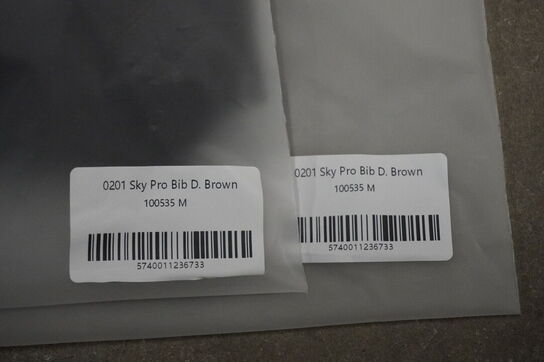 0201 Sky Pro Bib D. Brown
100535 M
5740011236733
0201 Sky Pro Bib D. Brown
100535 M
5740011236733